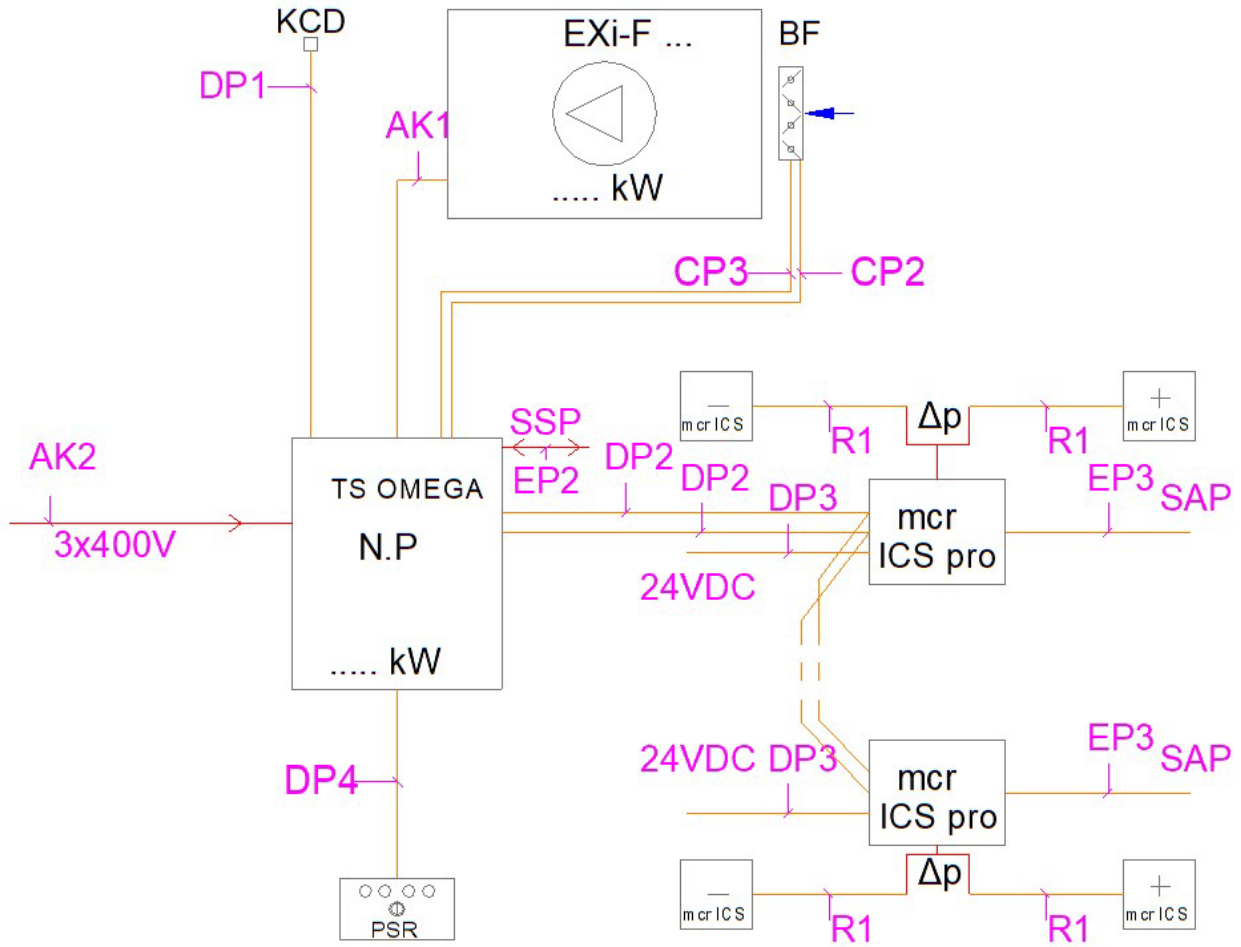 KCD
DP1
EXi-F ...
BF
AK1
..... kW
CP3
CP2
AK2
3x400V
TS OMEGA
N.P
..... kW
SSP
EP2
DP2
DP2
DP3
24VDC
mcr ICS
R1
Δp
R1
mcr ICS
mcr
ICS pro
EP3
SAP
DP4
PSR
24VDC
DP3
mcr
ICS pro
EP3
SAP
mcr ICS
R1
Δp
R1
mcr ICS